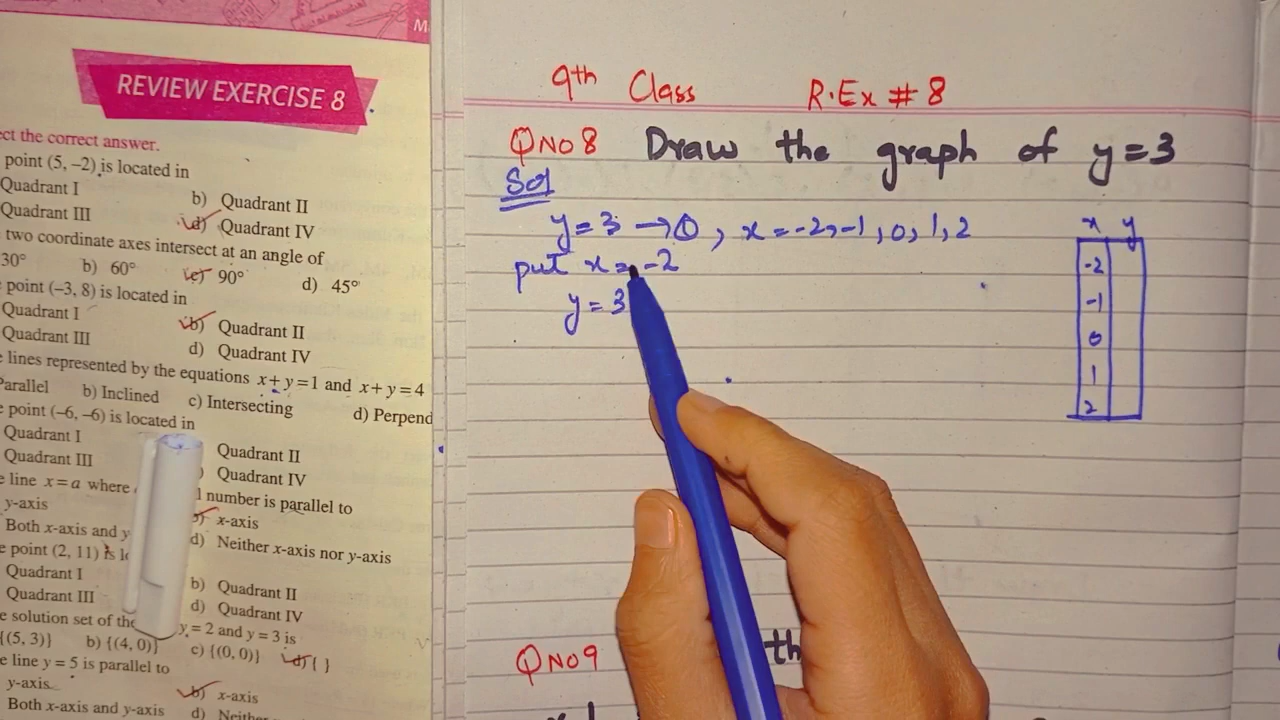 M
REVIEW EXERCISE 8
ect the correct answer.
point (5, –2) is located in
Quadrant I b) Quadrant II
Quadrant III d) Quadrant IV
two coordinate axes intersect at an angle of
30° b) 60° (c) 90° d) 45°
point (–3, 8) is located in
Quadrant I b) Quadrant II
Quadrant III d) Quadrant IV
e lines represented by the equations x+y=1 and x+y=4
Parallel b) Inclined c) Intersecting d) Perpend
e point (–6, –6) is located in
Quadrant I Quadrant II
Quadrant III ) Quadrant IV
e line x=a where l number is parallel to
y-axis b) x-axis
Both x-axis and y d) Neither x-axis nor y-axis
e point (2, 11) is lo
Quadrant I b) Quadrant II
Quadrant III d) Quadrant IV
e solution set of the y = 2 and y = 3 is
{(5, 3)} b) {(4, 0)} c) {(0, 0)} d) { }
e line y = 5 is parallel to
y-axis b) x-axis
Both x-axis and y-axis d) Neither
9th Class R.Ex # 8
QNO8 Draw the graph of y=3
Sol
y=3 →①, x=-2,-1,0,1,2
put x=-2
y=3
x y
-2
-1
0
1
2
QNO9 th